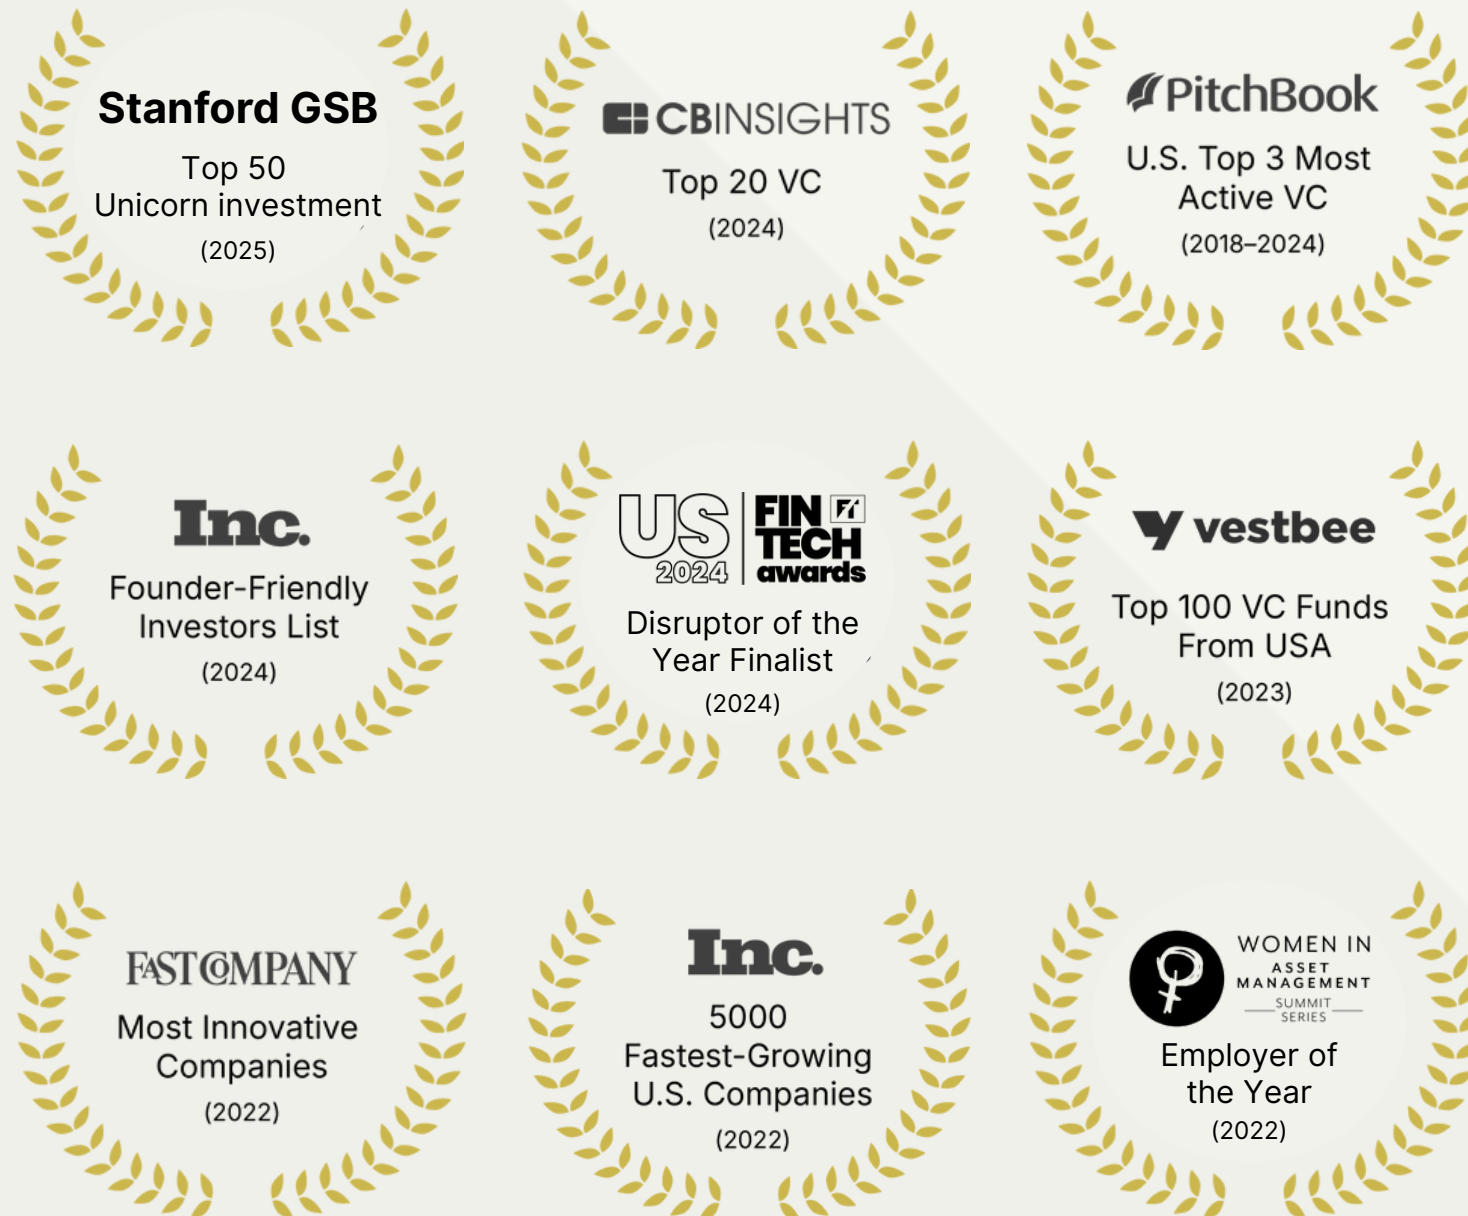 Stanford GSB
Top 50
Unicorn investment
(2025)
CBINSIGHTS
Top 20 VC
(2024)
PitchBook
U.S. Top 3 Most
Active VC
(2018–2024)
Inc.
Founder-Friendly
Investors List
(2024)
US
2024
FIN
TECH
awards
Disruptor of the
Year Finalist
(2024)
vestbee
Top 100 VC Funds
From USA
(2023)
FAST COMPANY
Most Innovative
Companies
(2022)
Inc.
5000
Fastest-Growing
U.S. Companies
(2022)
WOMEN IN
ASSET
MANAGEMENT
SUMMIT
SERIES
Employer of
the Year
(2022)